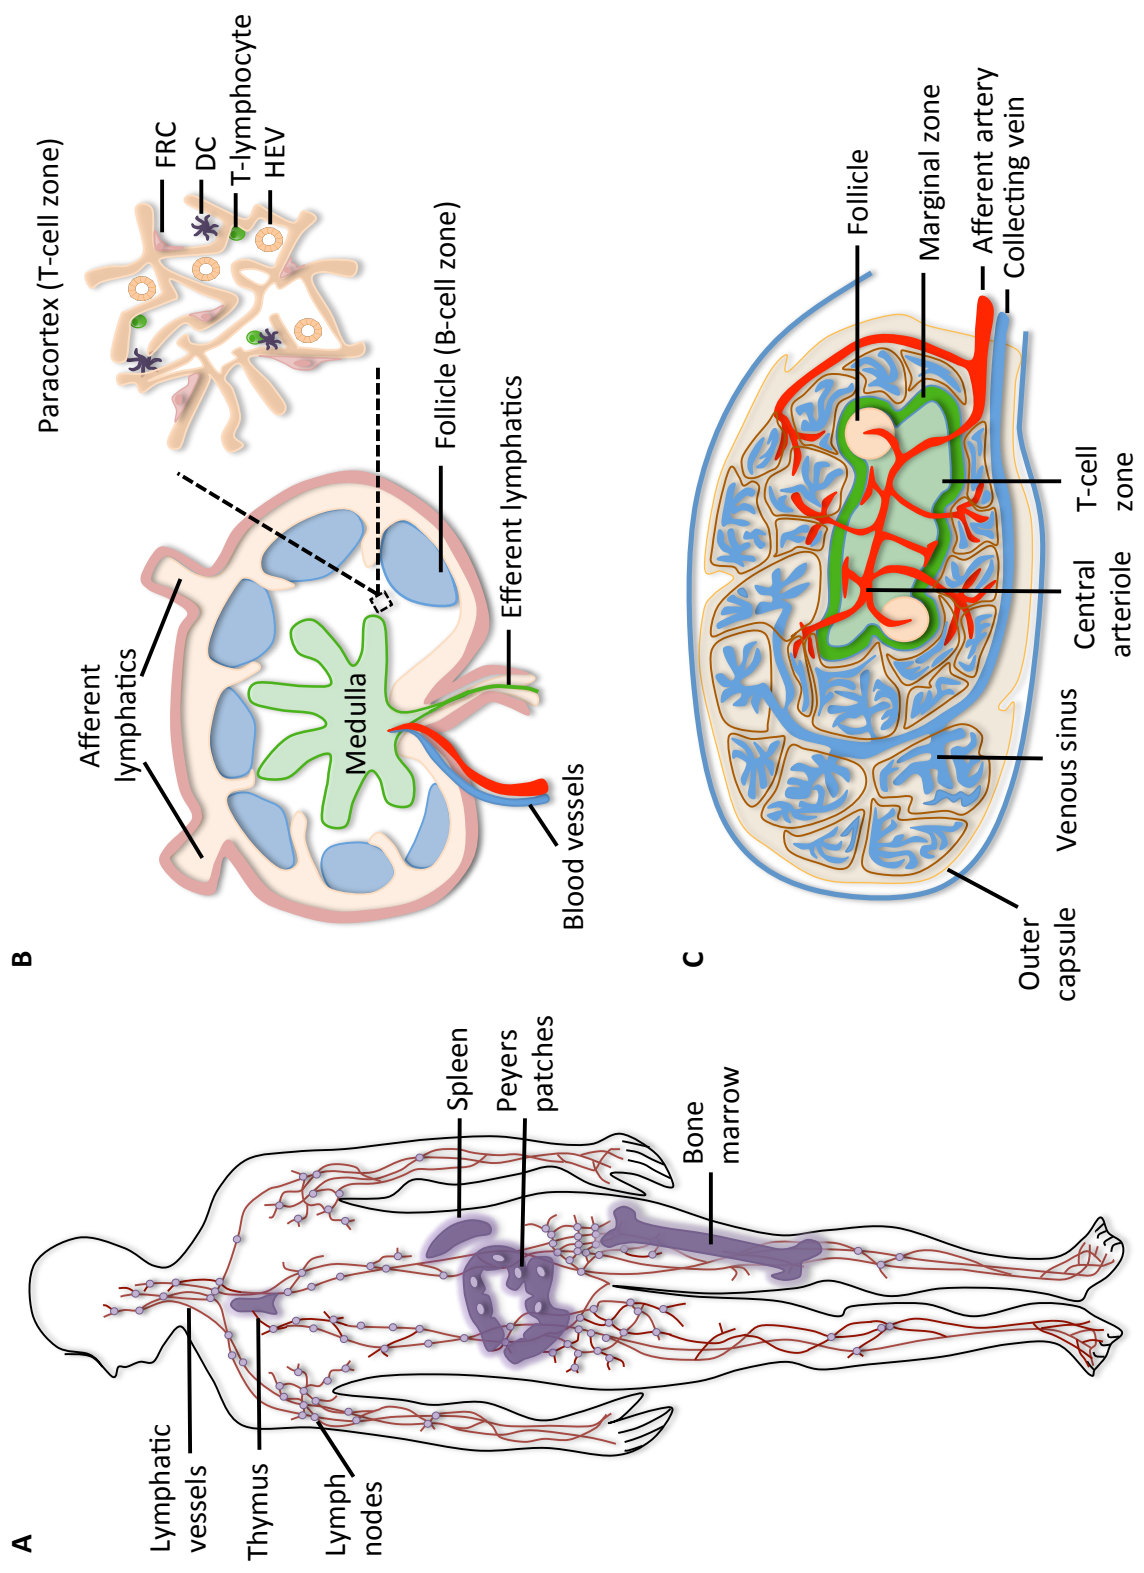 A
Lymphatic
vessels
Thymus
Lymph
nodes
Spleen
Peyers
patches
Bone
marrow
B
Afferent
lymphatics
Medulla
Blood vessels
Efferent lymphatics
Follicle (B-cell zone)
Paracortex (T-cell zone)
FRC
DC
T-lymphocyte
HEV
C
Outer
capsule
Venous sinus
Central
arteriole
T-cell
zone
Follicle
Marginal zone
Afferent artery
Collecting vein